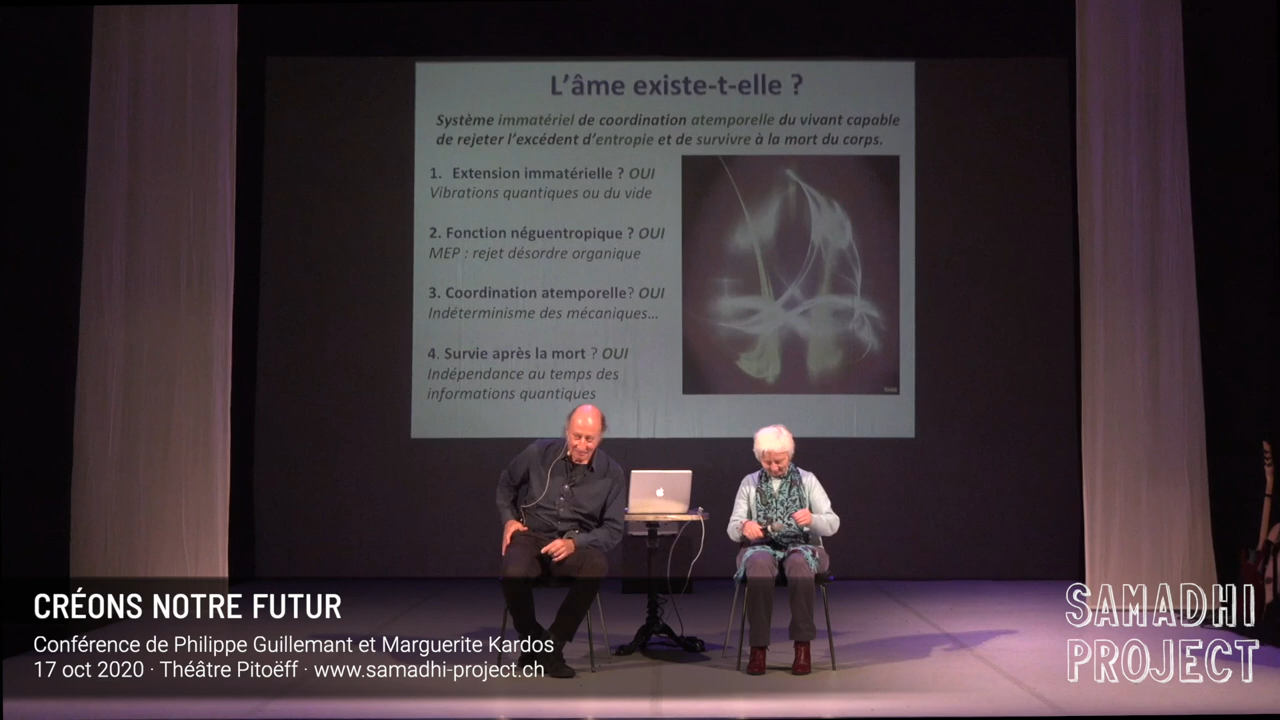 L'âme existe-t-elle ?
Système immatériel de coordination atemporelle du vivant capable
de rejeter l'excédent d'entropie et de survivre à la mort du corps.
1. Extension immatérielle ? OUI
Vibrations quantiques ou du vide
2. Fonction néguentropique ? OUI
MEP : rejet désordre organique
3. Coordination atemporelle? OUI
Indéterminisme des mécaniques...
4. Survie après la mort ? OUI
Indépendance au temps des
informations quantiques
CRÉONS NOTRE FUTUR
Conférence de Philippe Guillemant et Marguerite Kardos
17 oct 2020 · Théâtre Pitoëff · www.samadhi-project.ch
SAMADHI
PROJECT